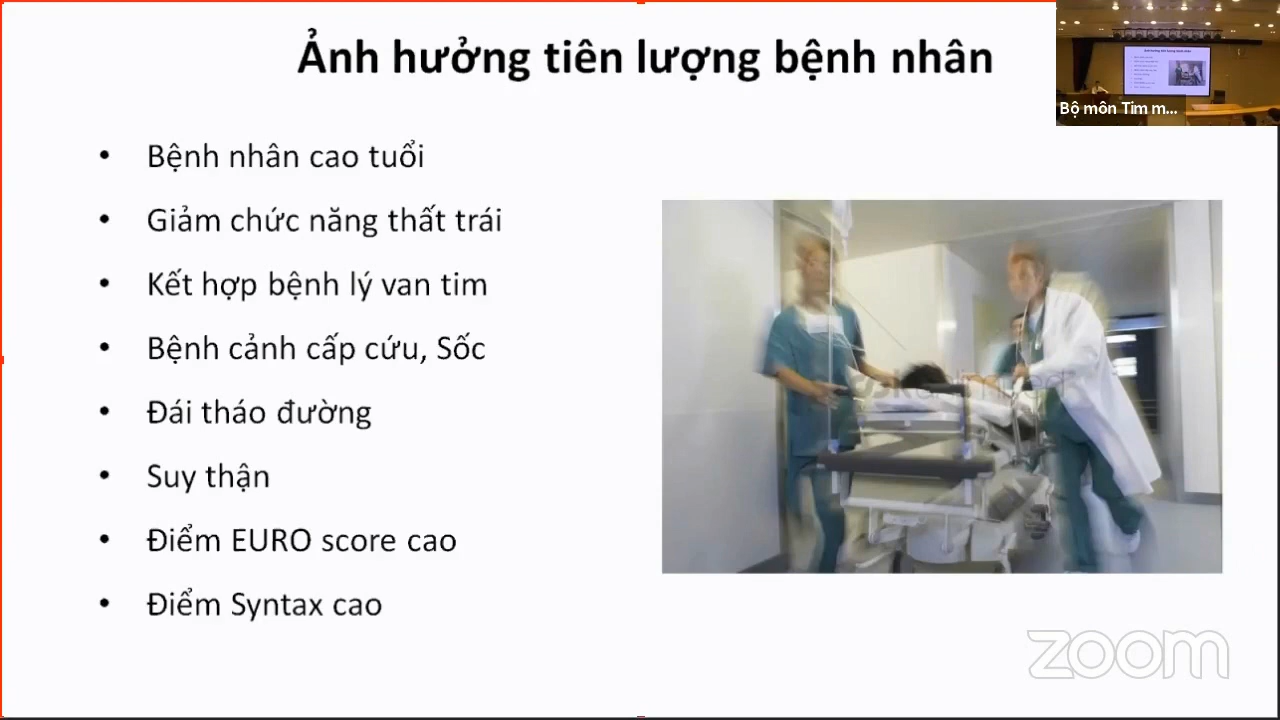 Ảnh hưởng tiên lượng bệnh nhân
Bộ môn Tim m...
• Bệnh nhân cao tuổi
• Giảm chức năng thất trái
• Kết hợp bệnh lý van tim
• Bệnh cảnh cấp cứu, Sốc
• Đái tháo đường
• Suy thận
• Điểm EURO score cao
• Điểm Syntax cao
zoom